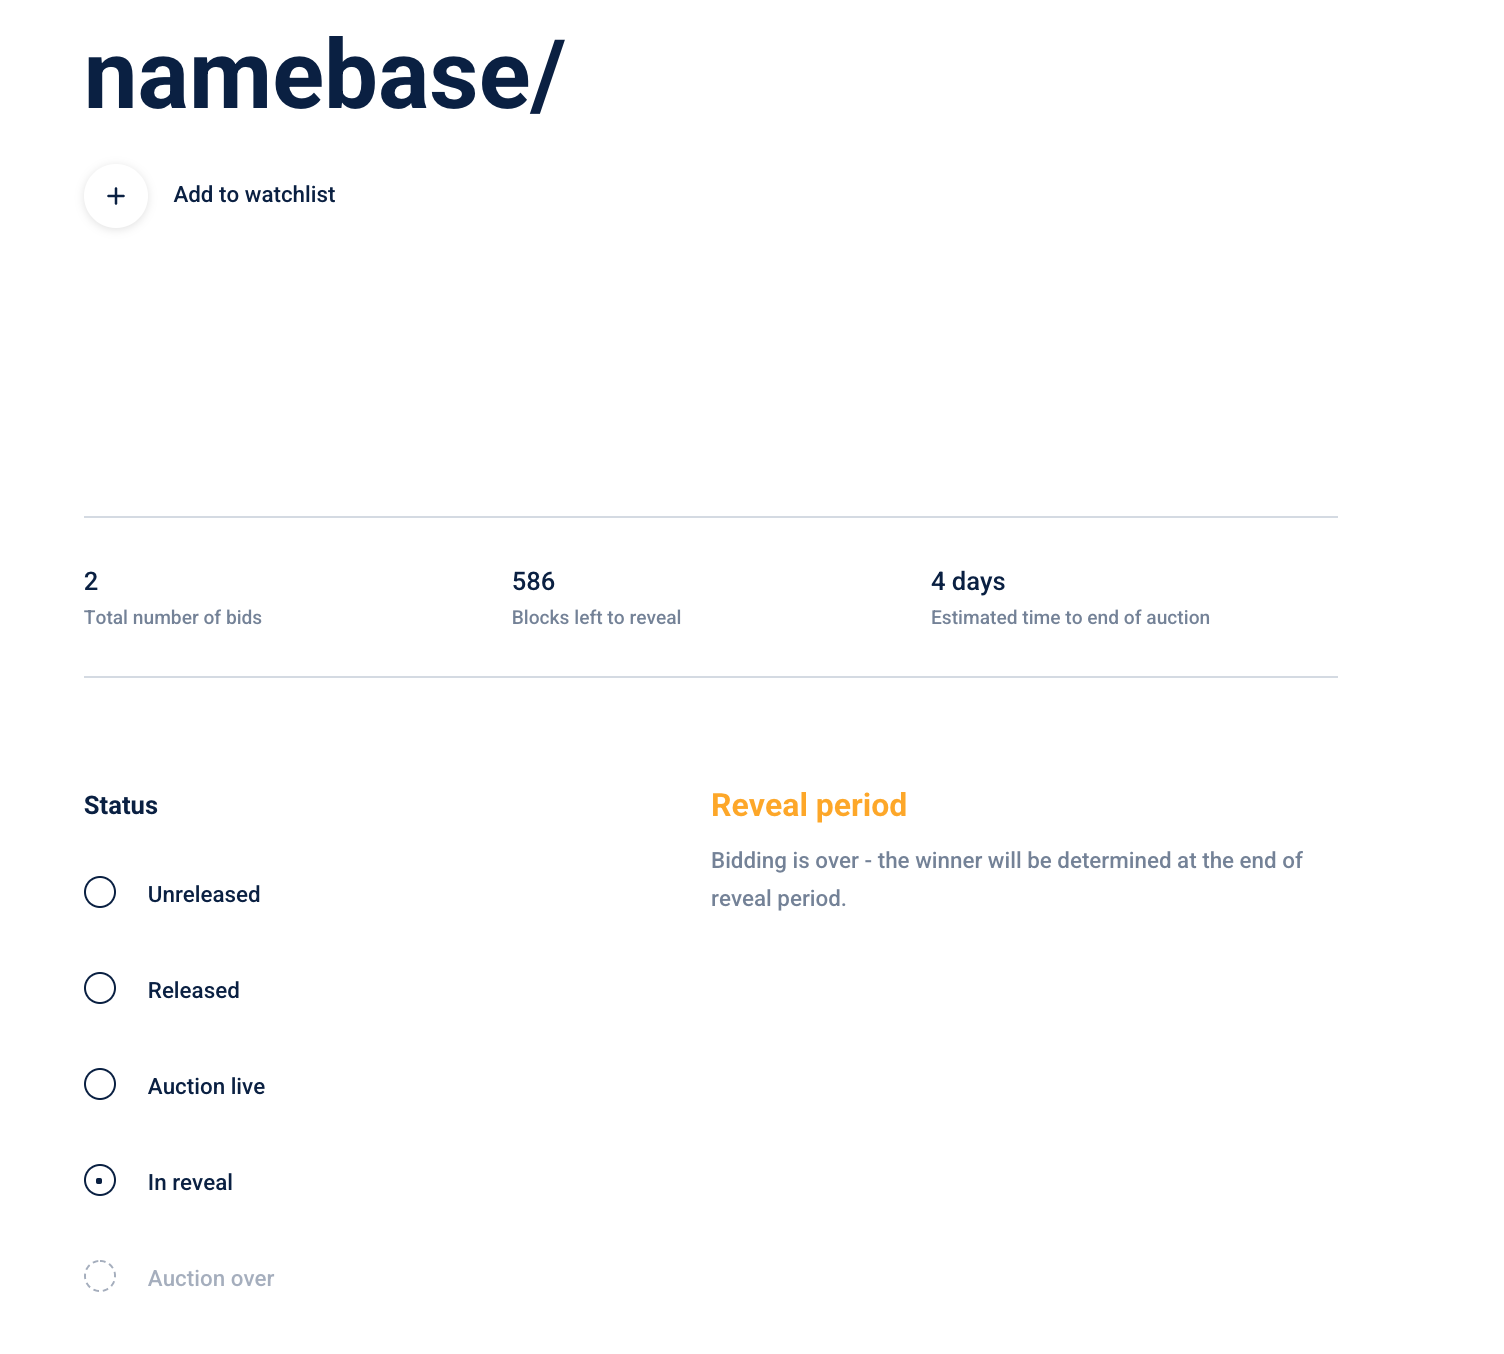 namebase/
+ Add to watchlist
2
Total number of bids
586
Blocks left to reveal
4 days
Estimated time to end of auction
Status
Unreleased
Released
Auction live
In reveal
Auction over
Reveal period
Bidding is over - the winner will be determined at the end of
reveal period.